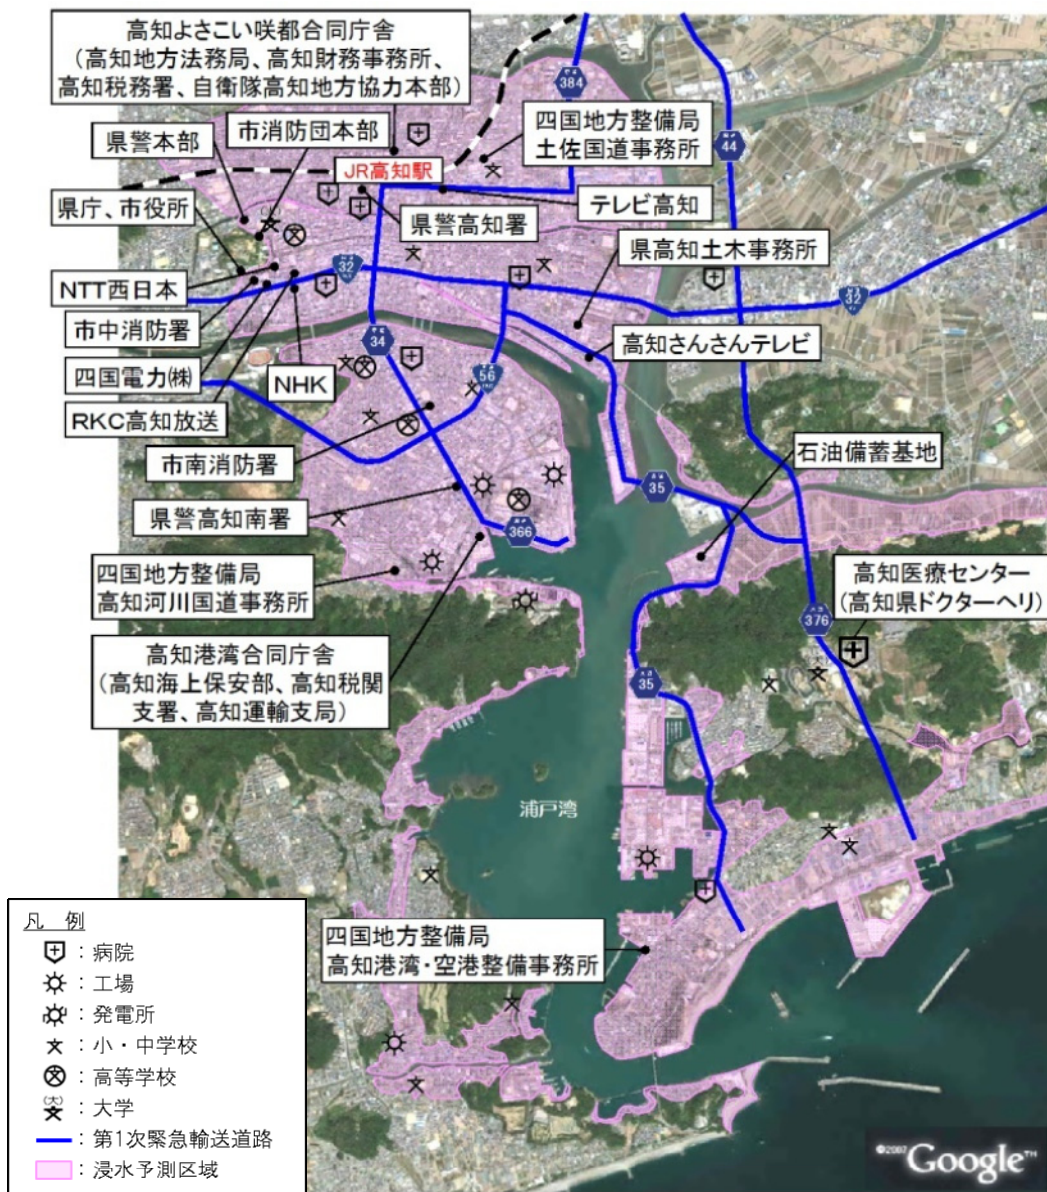 高知よさこい咲都合同庁舎
(高知地方法務局、高知財務事務所、
高知税務署、自衛隊高知地方協力本部)
384
市消防団本部
四国地方整備局
土佐国道事務所
44
県警本部
JR高知駅
テレビ高知
県庁、市役所
県警高知署
県高知土木事務所
(大)
32
32
NTT西日本
市中消防署
34
高知さんさんテレビ
四国電力㈱
NHK
56
RKC高知放送
石油備蓄基地
市南消防署
35
県警高知南署
366
四国地方整備局
高知河川国道事務所
高知医療センター
(高知県ドクターヘリ)
376
高知港湾合同庁舎
(高知海上保安部、高知税関
支署、高知運輸支局)
(大)
35
浦戸湾
四国地方整備局
高知港湾・空港整備事務所
凡 例
:病院
:工場
:発電所
:小・中学校
:高等学校
(大)
:大学
:第1次緊急輸送道路
:浸水予測区域
©2007 Google™